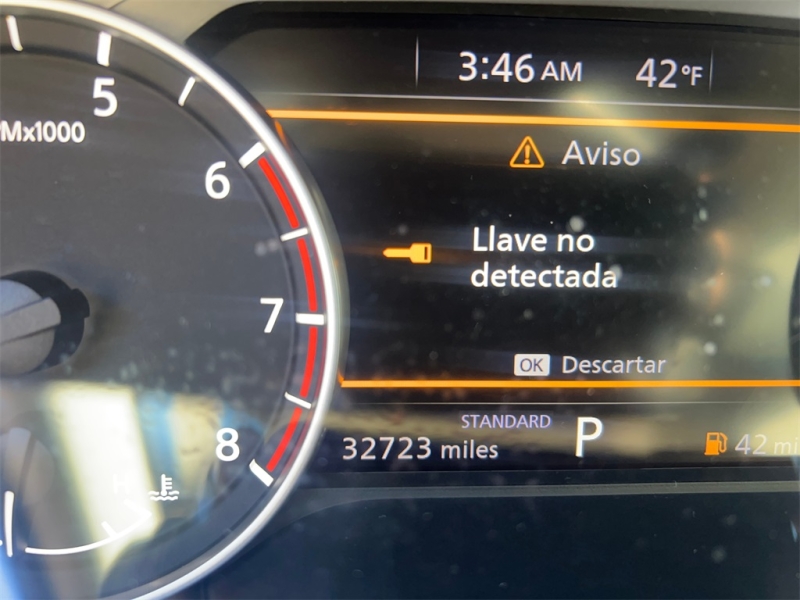 5
Mx1000
6
7
8
H
3:46 AM
42°F
Aviso
Llave no
detectada
OK Descartar
STANDARD
32723 miles
P
42 mi